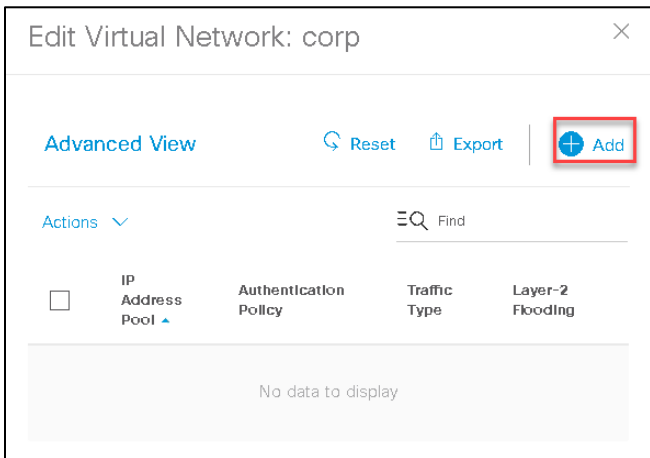 Edit Virtual Network: corp
Advanced View Reset Export Add
Actions Find
IP Address Pool
Authentication Policy
Traffic Type
Layer-2 Flooding
No data to display